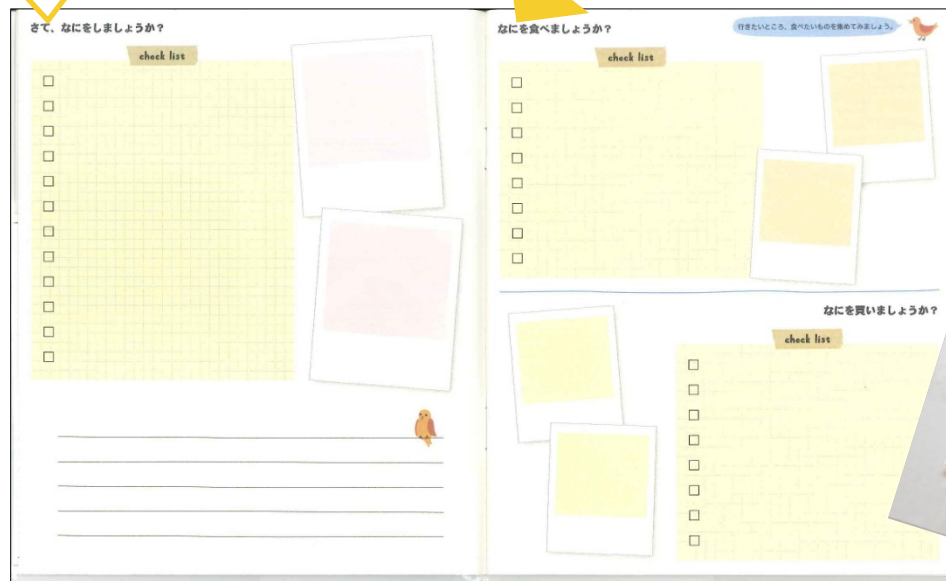 さて、なにをしましょうか？
check list
なにを食べましょうか？
行きたいところ、食べたいものを集めてみましょう。
check list
なにを買いましょうか？
check list